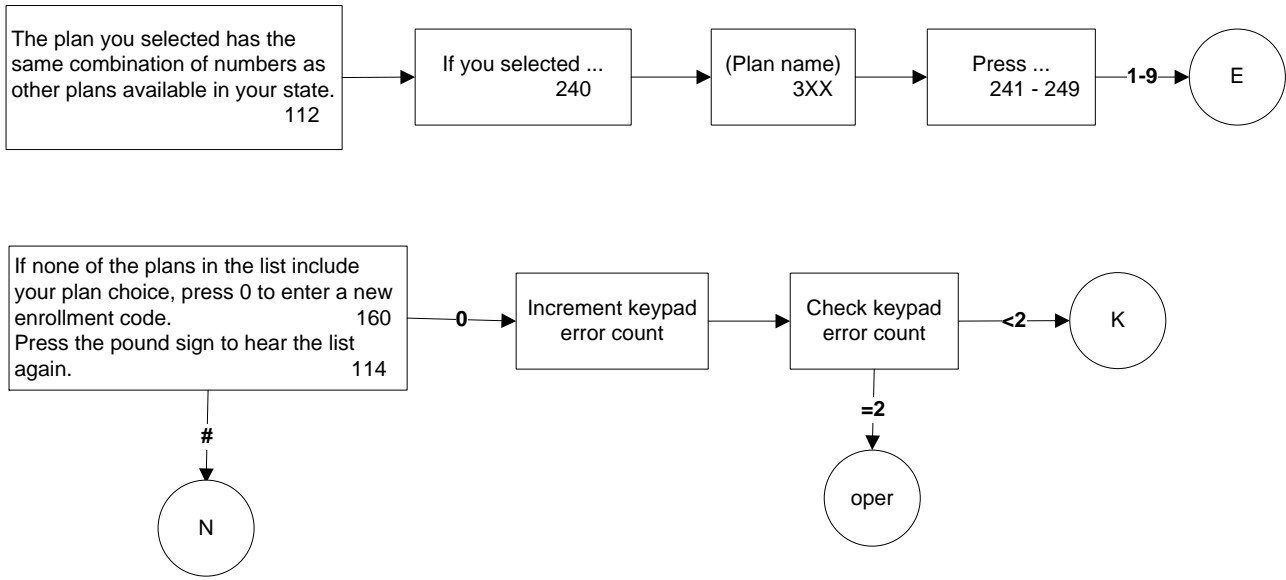 The plan you selected has the
same combination of numbers as
other plans available in your state.
112
If you selected ...
240
(Plan name)
3XX
Press ...
241 - 249
1-9
E
If none of the plans in the list include
your plan choice, press 0 to enter a new
enrollment code. 160
Press the pound sign to hear the list
again. 114
0
Increment keypad
error count
Check keypad
error count
<2
K
=2
oper
#
N